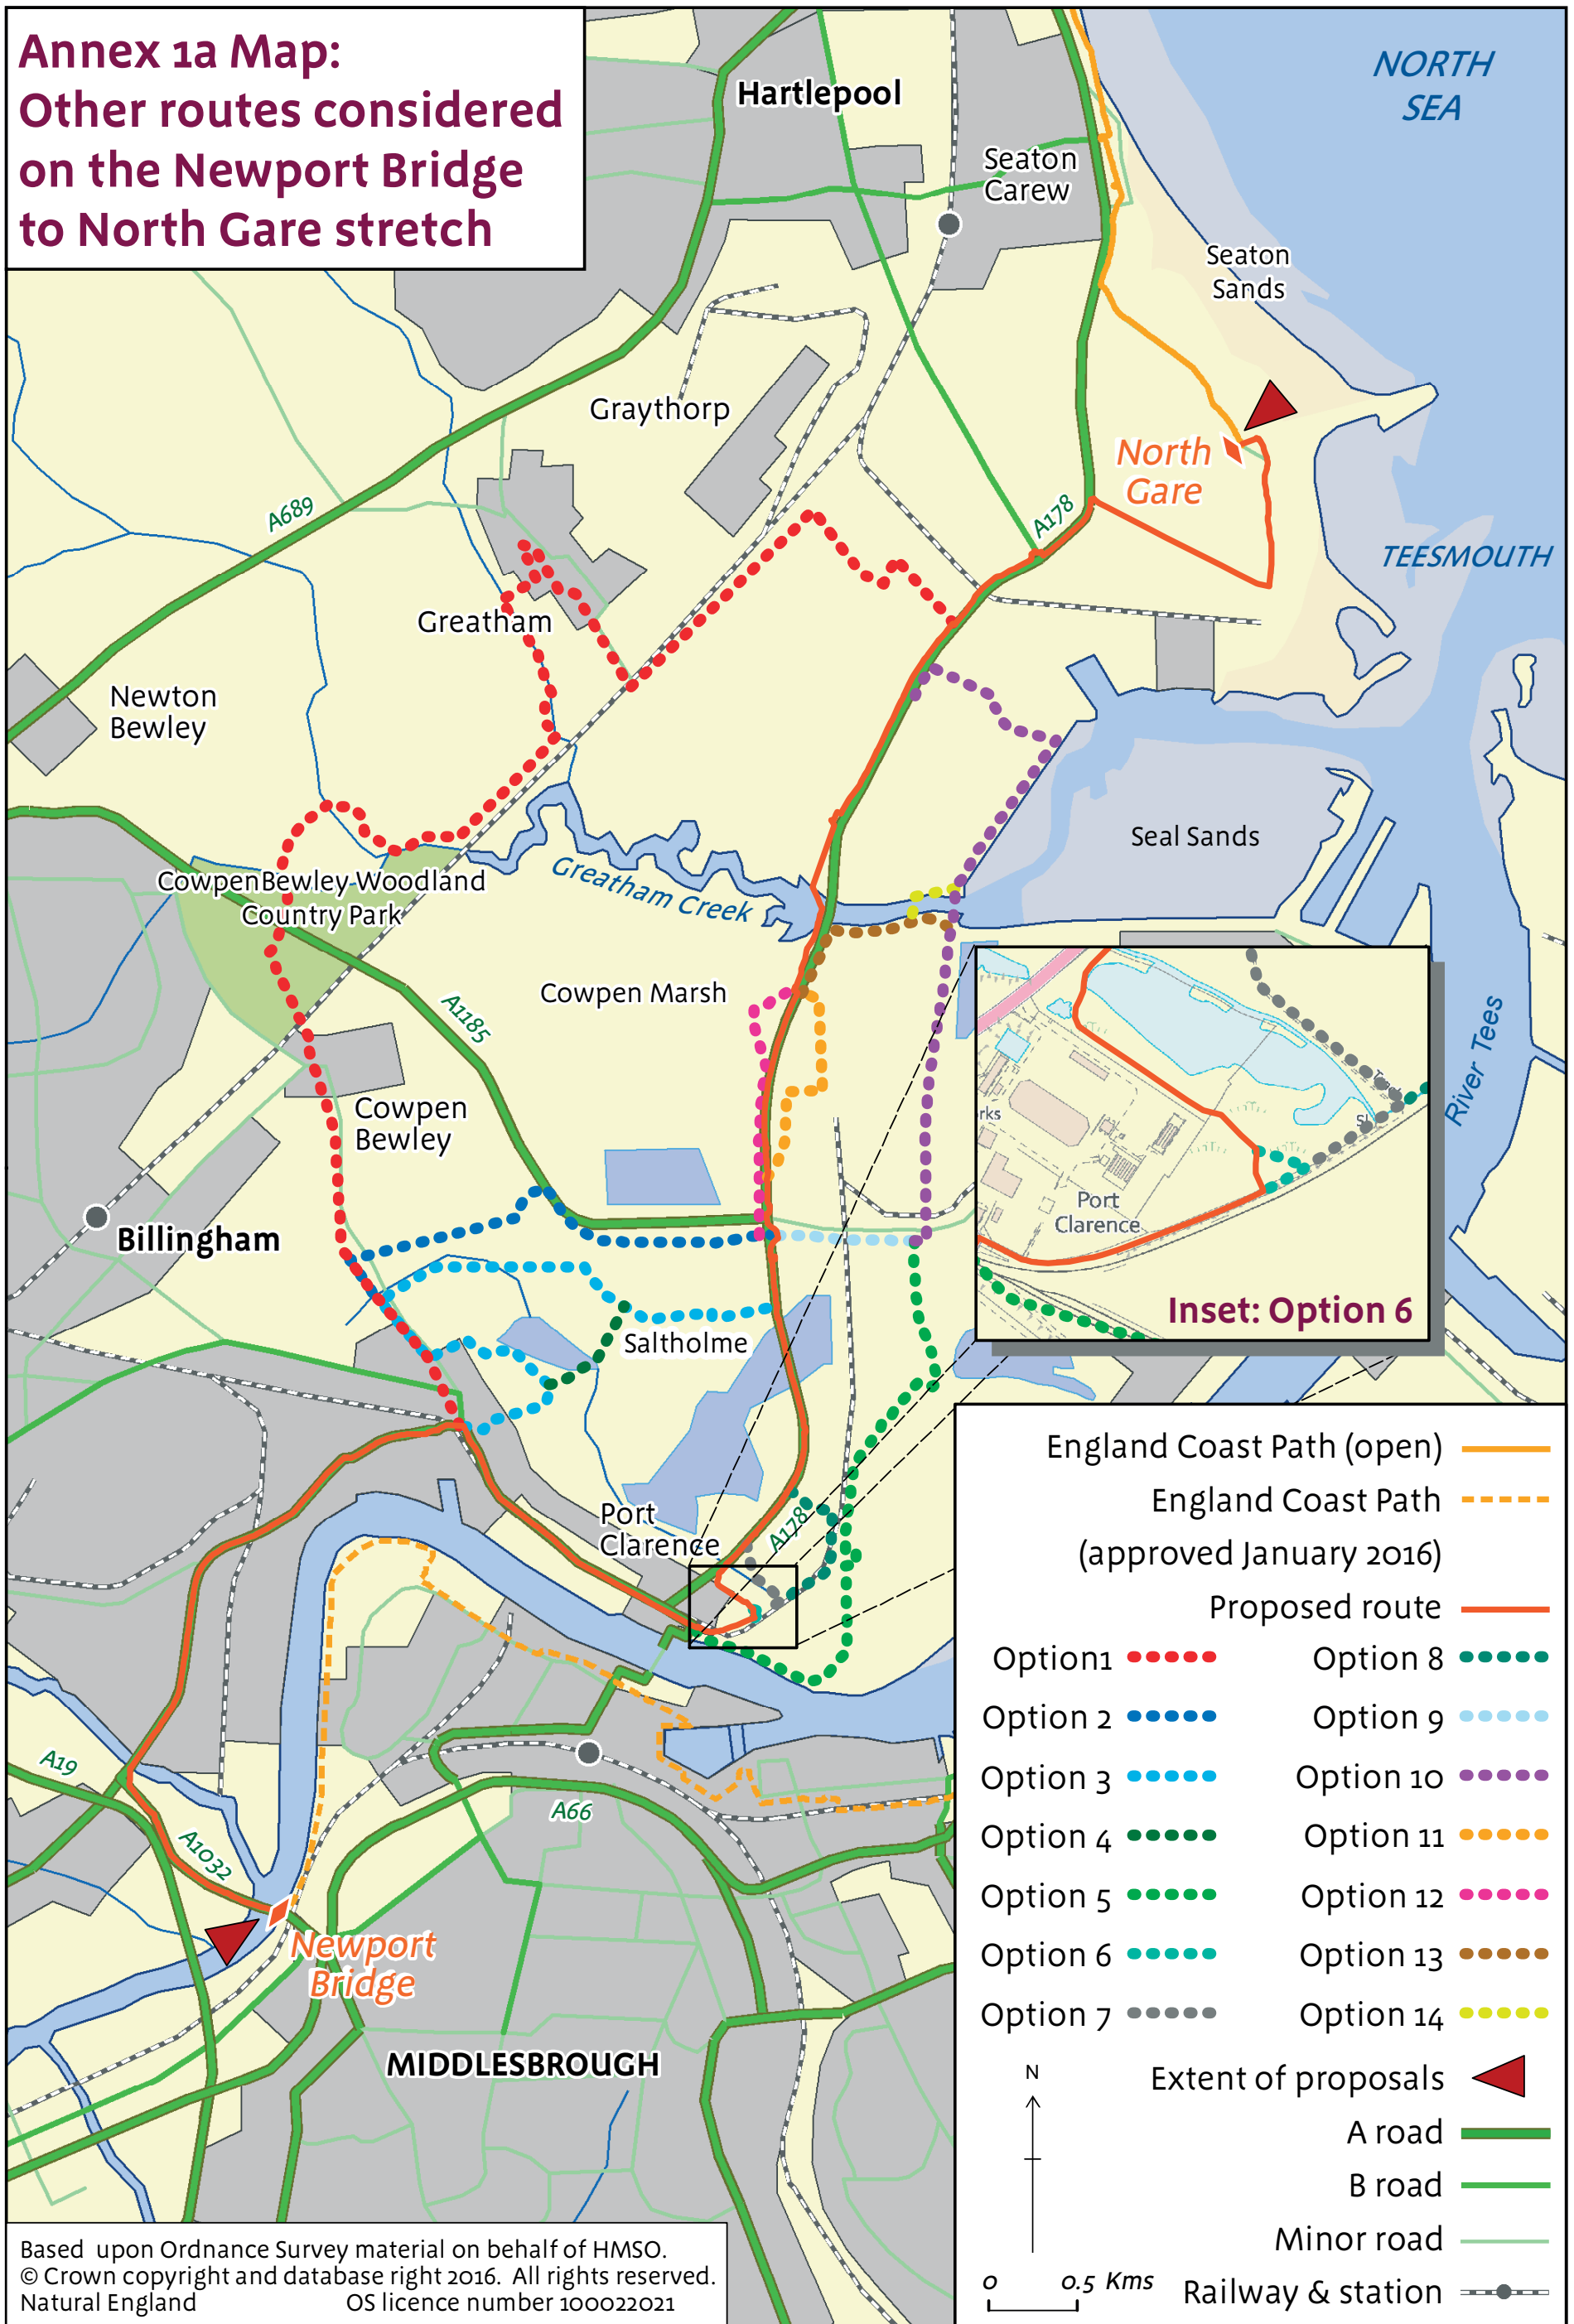 Annex 1a Map:
Other routes considered
on the Newport Bridge
to North Gare stretch
NORTH
SEA
Hartlepool
Seaton
Carew
Seaton
Sands
Graythorp
North
Gare
A178
A689
TEESMOUTH
Greatham
Newton
Bewley
Seal Sands
CowpenBewley Woodland
Country Park
Greatham Creek
Cowpen Marsh
A1185
River Tees
Cowpen
Bewley
rks
Port
Clarence
Inset: Option 6
Billingham
Saltholme
Port
Clarence
A178
A19
A1032
A66
Newport
Bridge
MIDDLESBROUGH
England Coast Path (open)
England Coast Path
(approved January 2016)
Proposed route
Option1
Option 8
Option 2
Option 9
Option 3
Option 10
Option 4
Option 11
Option 5
Option 12
Option 6
Option 13
Option 7
Option 14
N
Extent of proposals
A road
B road
Minor road
0 0.5 Kms
Railway & station
Based upon Ordnance Survey material on behalf of HMSO.
© Crown copyright and database right 2016. All rights reserved.
Natural England OS licence number 100022021